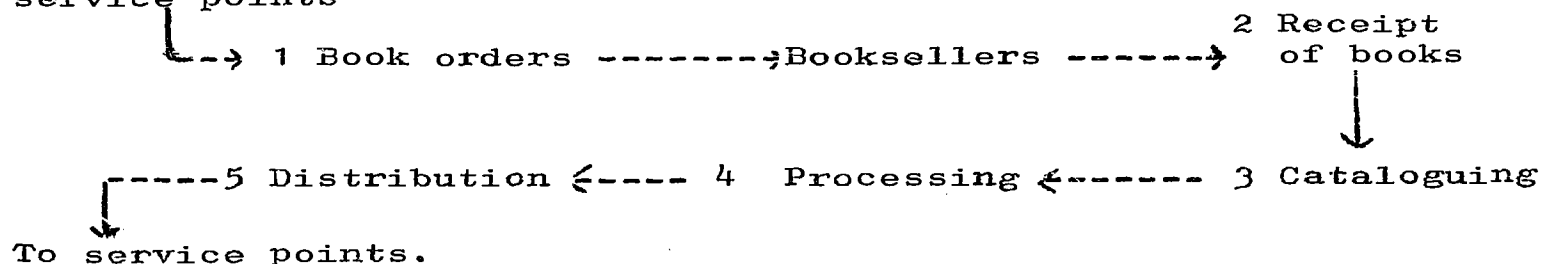 service points
2 Receipt
1 Book orders Booksellers of books
5 Distribution 4 Processing 3 Cataloguing
To service points.